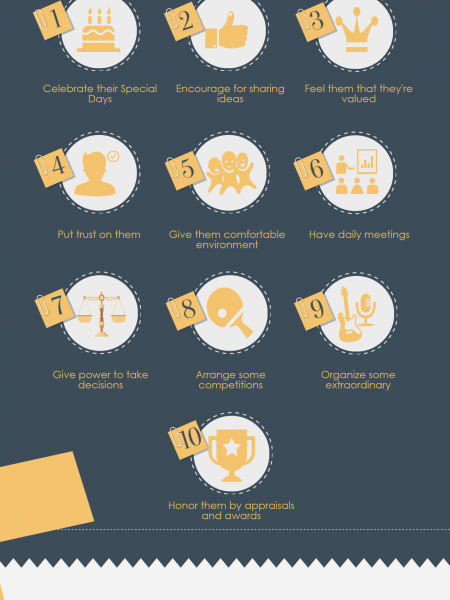 1
2
3
Celebrate their Special
Days
Encourage for sharing
ideas
Feel them that they're
valued
4
5
6
Put trust on them
Give them comfortable
environment
Have daily meetings
7
8
9
Give power to take
decisions
Arrange some
competitions
Organize some
extraordinary
10
Honor them by appraisals
and awards